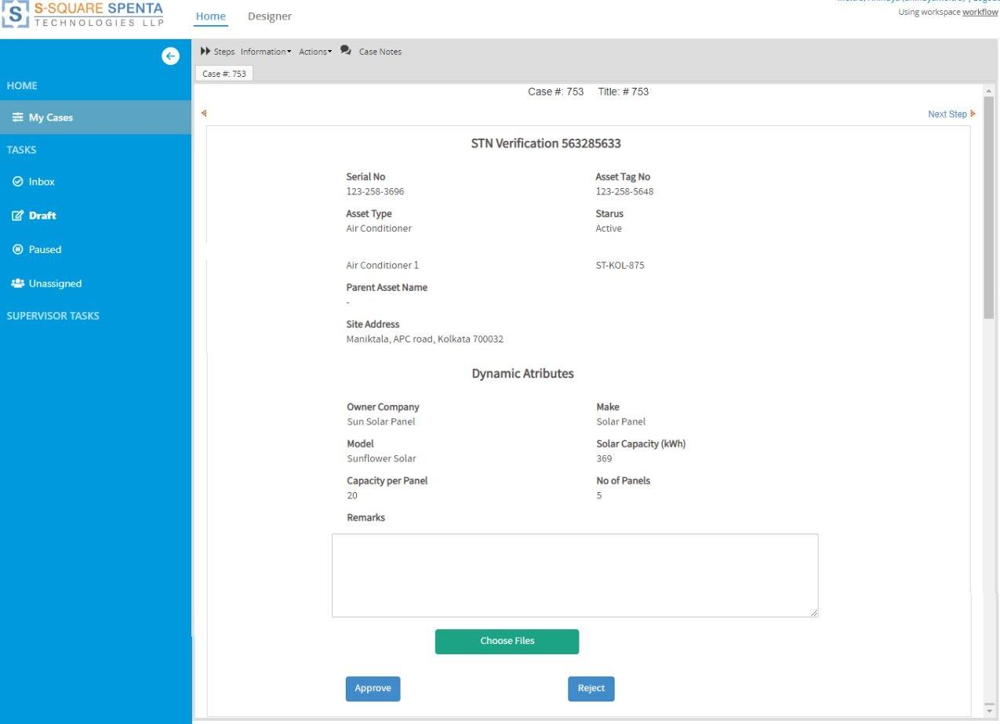 S-SQUARE SPENTA
TECHNOLOGIES LLP
Home Designer
Using workspace workflow
Steps Information Actions Case Notes
Case #: 753
HOME
My Cases
TASKS
Inbox
Draft
Paused
Unassigned
SUPERVISOR TASKS
Case #: 753 Title: # 753
Next Step
STN Verification 563285633
Serial No Asset Tag No
123-258-3696 123-258-5648
Asset Type Starus
Air Conditioner Active
Air Conditioner 1 ST-KOL-875
Parent Asset Name
-
Site Address
Maniktala, APC road, Kolkata 700032
Dynamic Atributes
Owner Company Make
Sun Solar Panel Solar Panel
Model Solar Capacity (kWh)
Sunflower Solar 369
Capacity per Panel No of Panels
20 5
Remarks
Choose Files
Approve Reject